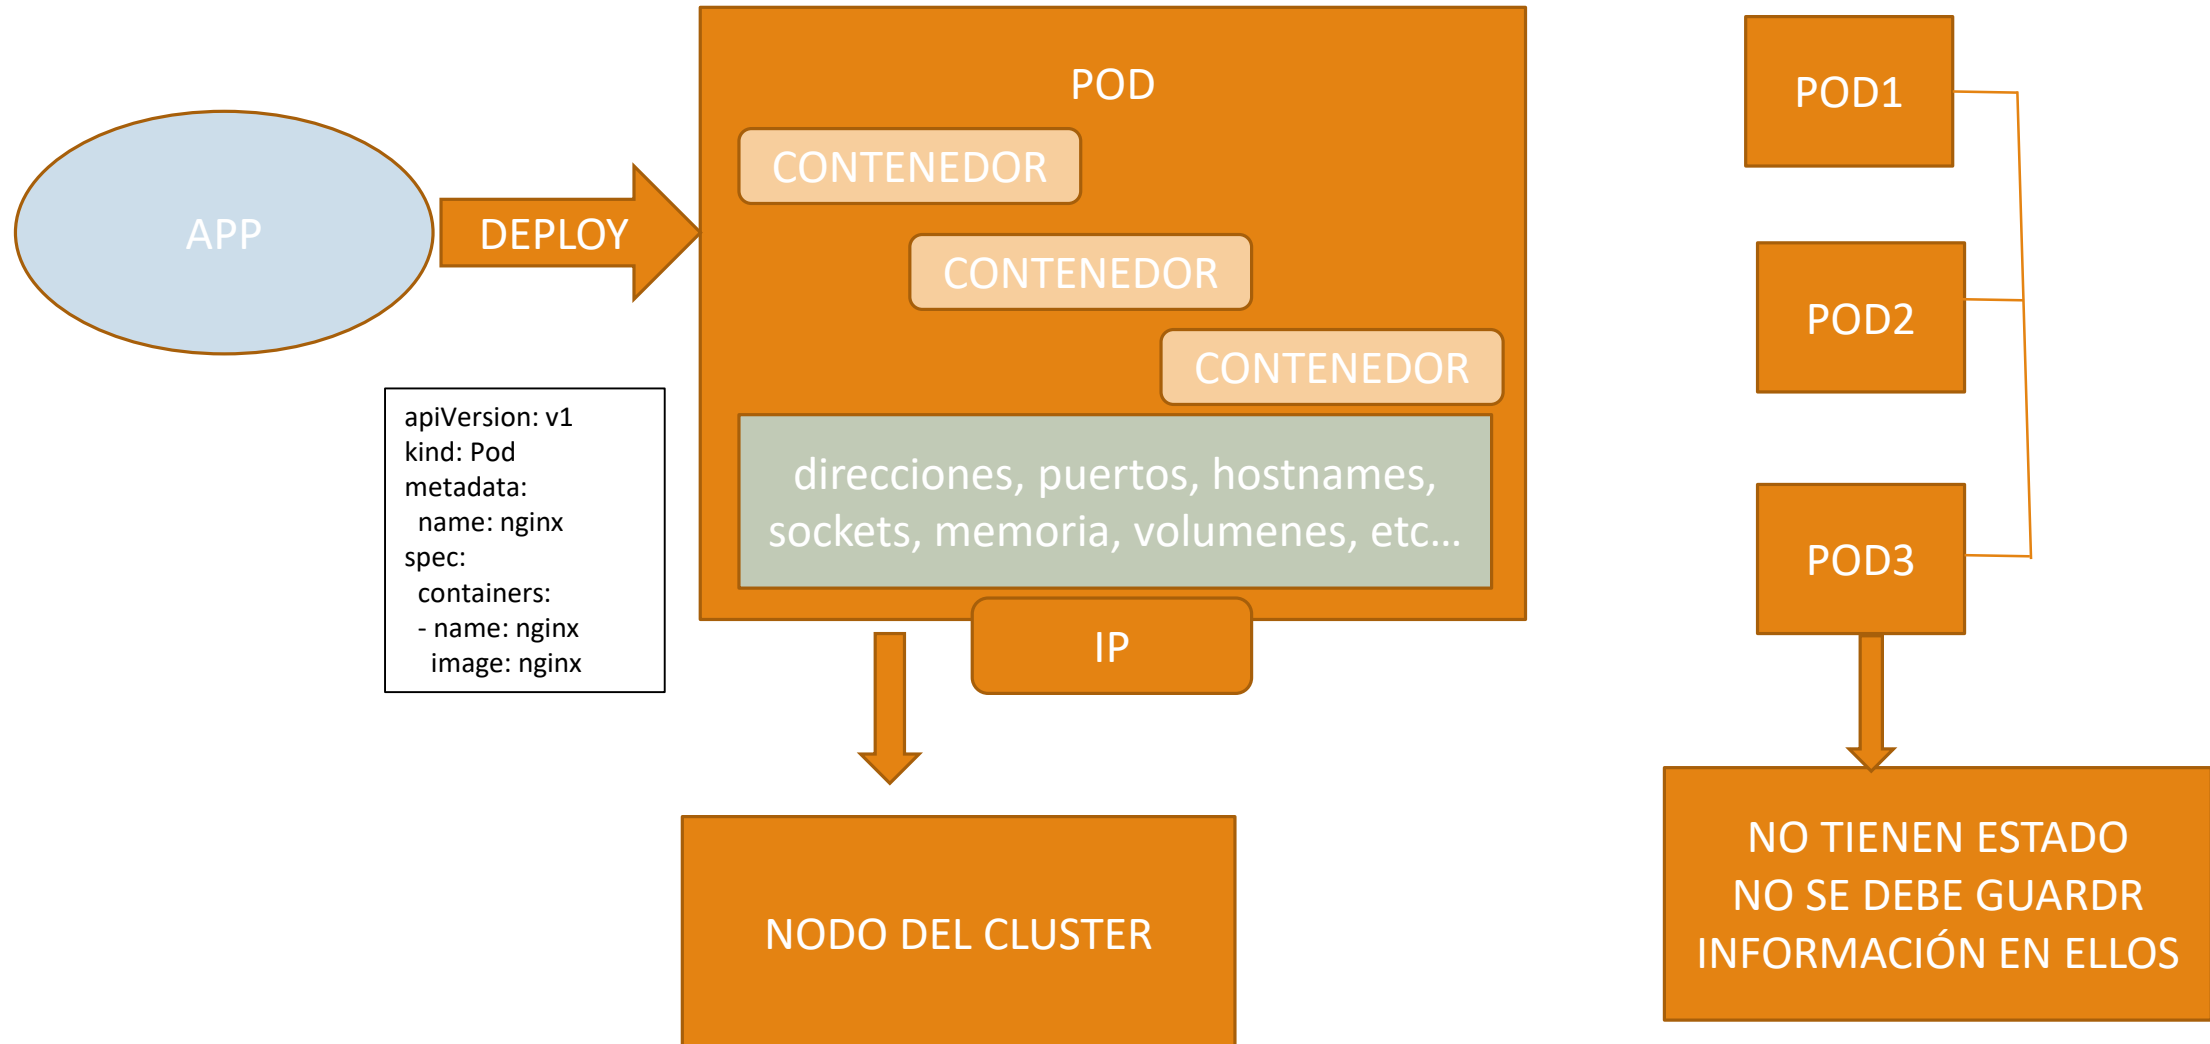 APP
DEPLOY
apiVersion: v1
kind: Pod
metadata:
  name: nginx
spec:
  containers:
  - name: nginx
    image: nginx
POD
CONTENEDOR
CONTENEDOR
CONTENEDOR
direcciones, puertos, hostnames,
sockets, memoria, volumenes, etc...
IP
NODO DEL CLUSTER
POD1
POD2
POD3
NO TIENEN ESTADO
NO SE DEBE GUARDR
INFORMACIÓN EN ELLOS